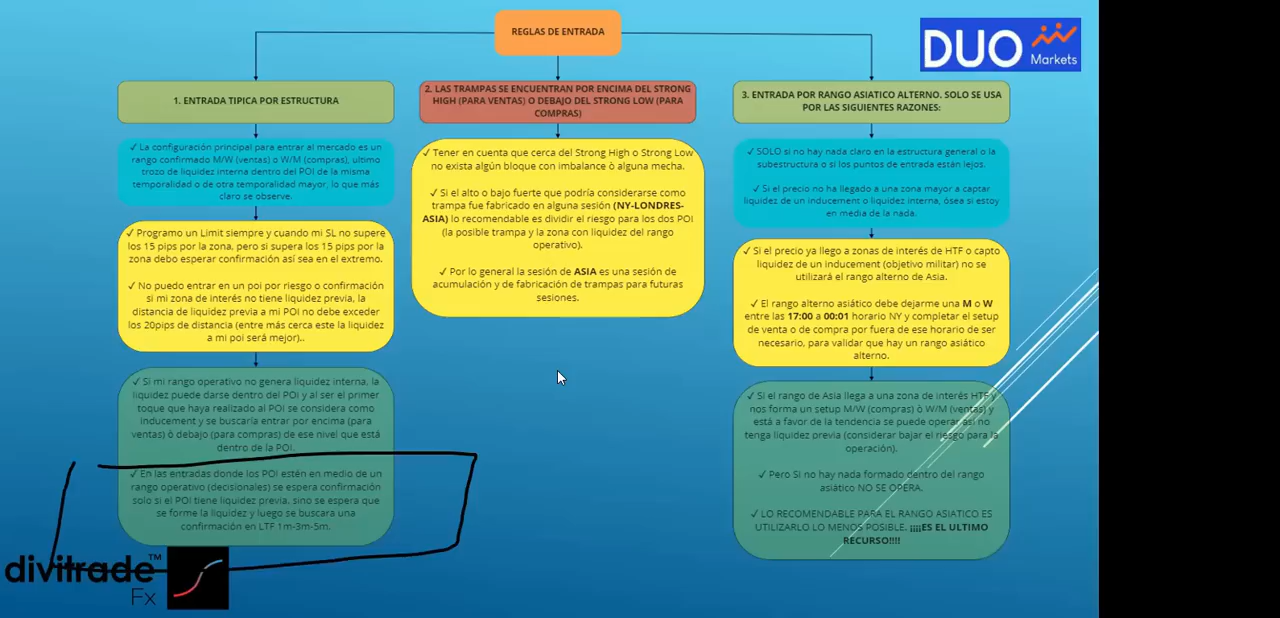 REGLAS DE ENTRADA
DUO
Markets
1. ENTRADA TIPICA POR ESTRUCTURA
✓ La configuración principal para entrar al mercado es un
rango confirmado M/W (ventas) o W/M (compras), ultimo
trozo de liquidez interna dentro del POI de la misma
temporalidad o de otra temporalidad mayor, lo que más
claro se observe.
✓ Programo un Limit siempre y cuando mi SL no supere
los 15 pips por la zona, pero si supera los 15 pips por la
zona debo esperar confirmación así sea en el extremo.
✓ No puedo entrar en un poi por riesgo o confirmación
si mi zona de interés no tiene liquidez previa, la
distancia de liquidez previa a mi POI no debe exceder
los 20pips de distancia (entre más cerca este la liquidez
a mi poi será mejor)..
✓ Si mi rango operativo no genera liquidez interna, la
liquidez puede darse dentro del POI y al ser el primer
toque que haya realizado al POI se considera como
inducement y se buscaría entrar por encima (para
ventas) ò debajo (para compras) de ese nivel que está
dentro de la POI.
✓ En las entradas donde los POI estén en medio de un
rango operativo (decisionales) se espera confirmación
solo si el POI tiene liquidez previa, sino se espera que
se forme la liquidez y luego se buscara una
confirmación en LTF 1m-3m-5m.
2. LAS TRAMPAS SE ENCUENTRAN POR ENCIMA DEL STRONG
HIGH (PARA VENTAS) O DEBAJO DEL STRONG LOW (PARA
COMPRAS)
✓ Tener en cuenta que cerca del Strong High o Strong Low
no exista algún bloque con imbalance ò alguna mecha.
✓ Si el alto o bajo fuerte que podría considerarse como
trampa fue fabricado en alguna sesión (NY-LONDRES-
ASIA) lo recomendable es dividir el riesgo para los dos POI
(la posible trampa y la zona con liquidez del rango
operativo).
✓ Por lo general la sesión de ASIA es una sesión de
acumulación y de fabricación de trampas para futuras
sesiones.
3. ENTRADA POR RANGO ASIATICO ALTERNO. SOLO SE USA
POR LAS SIGUIENTES RAZONES:
✓ SOLO si no hay nada claro en la estructura general o la
subestructura o si los puntos de entrada están lejos.
✓ Si el precio no ha llegado a una zona mayor a captar
liquidez de un inducement o liquidez interna, ósea si estoy
en media de la nada.
✓ Si el precio ya llego a zonas de interés de HTF o capto
liquidez de un inducement (objetivo militar) no se
utilizará el rango alterno de Asia.
✓ El rango alterno asiático debe dejarme una M o W
entre las 17:00 a 00:01 horario NY y completar el setup
de venta o de compra por fuera de ese horario de ser
necesario, para validar que hay un rango asiático
alterno.
✓ Si el rango de Asia llega a una zona de interés HTF y
nos forma un setup M/W (compras) ò W/M (ventas) y
está a favor de la tendencia se puede operar así no
tenga liquidez previa (considerar bajar el riesgo para la
operación).
✓ Pero Si no hay nada formado dentro del rango
asiático NO SE OPERA.
✓ LO RECOMENDABLE PARA EL RANGO ASIATICO ES
UTILIZARLO LO MENOS POSIBLE. ¡¡¡¡ES EL ULTIMO
RECURSO!!!!
divitrade™
Fx